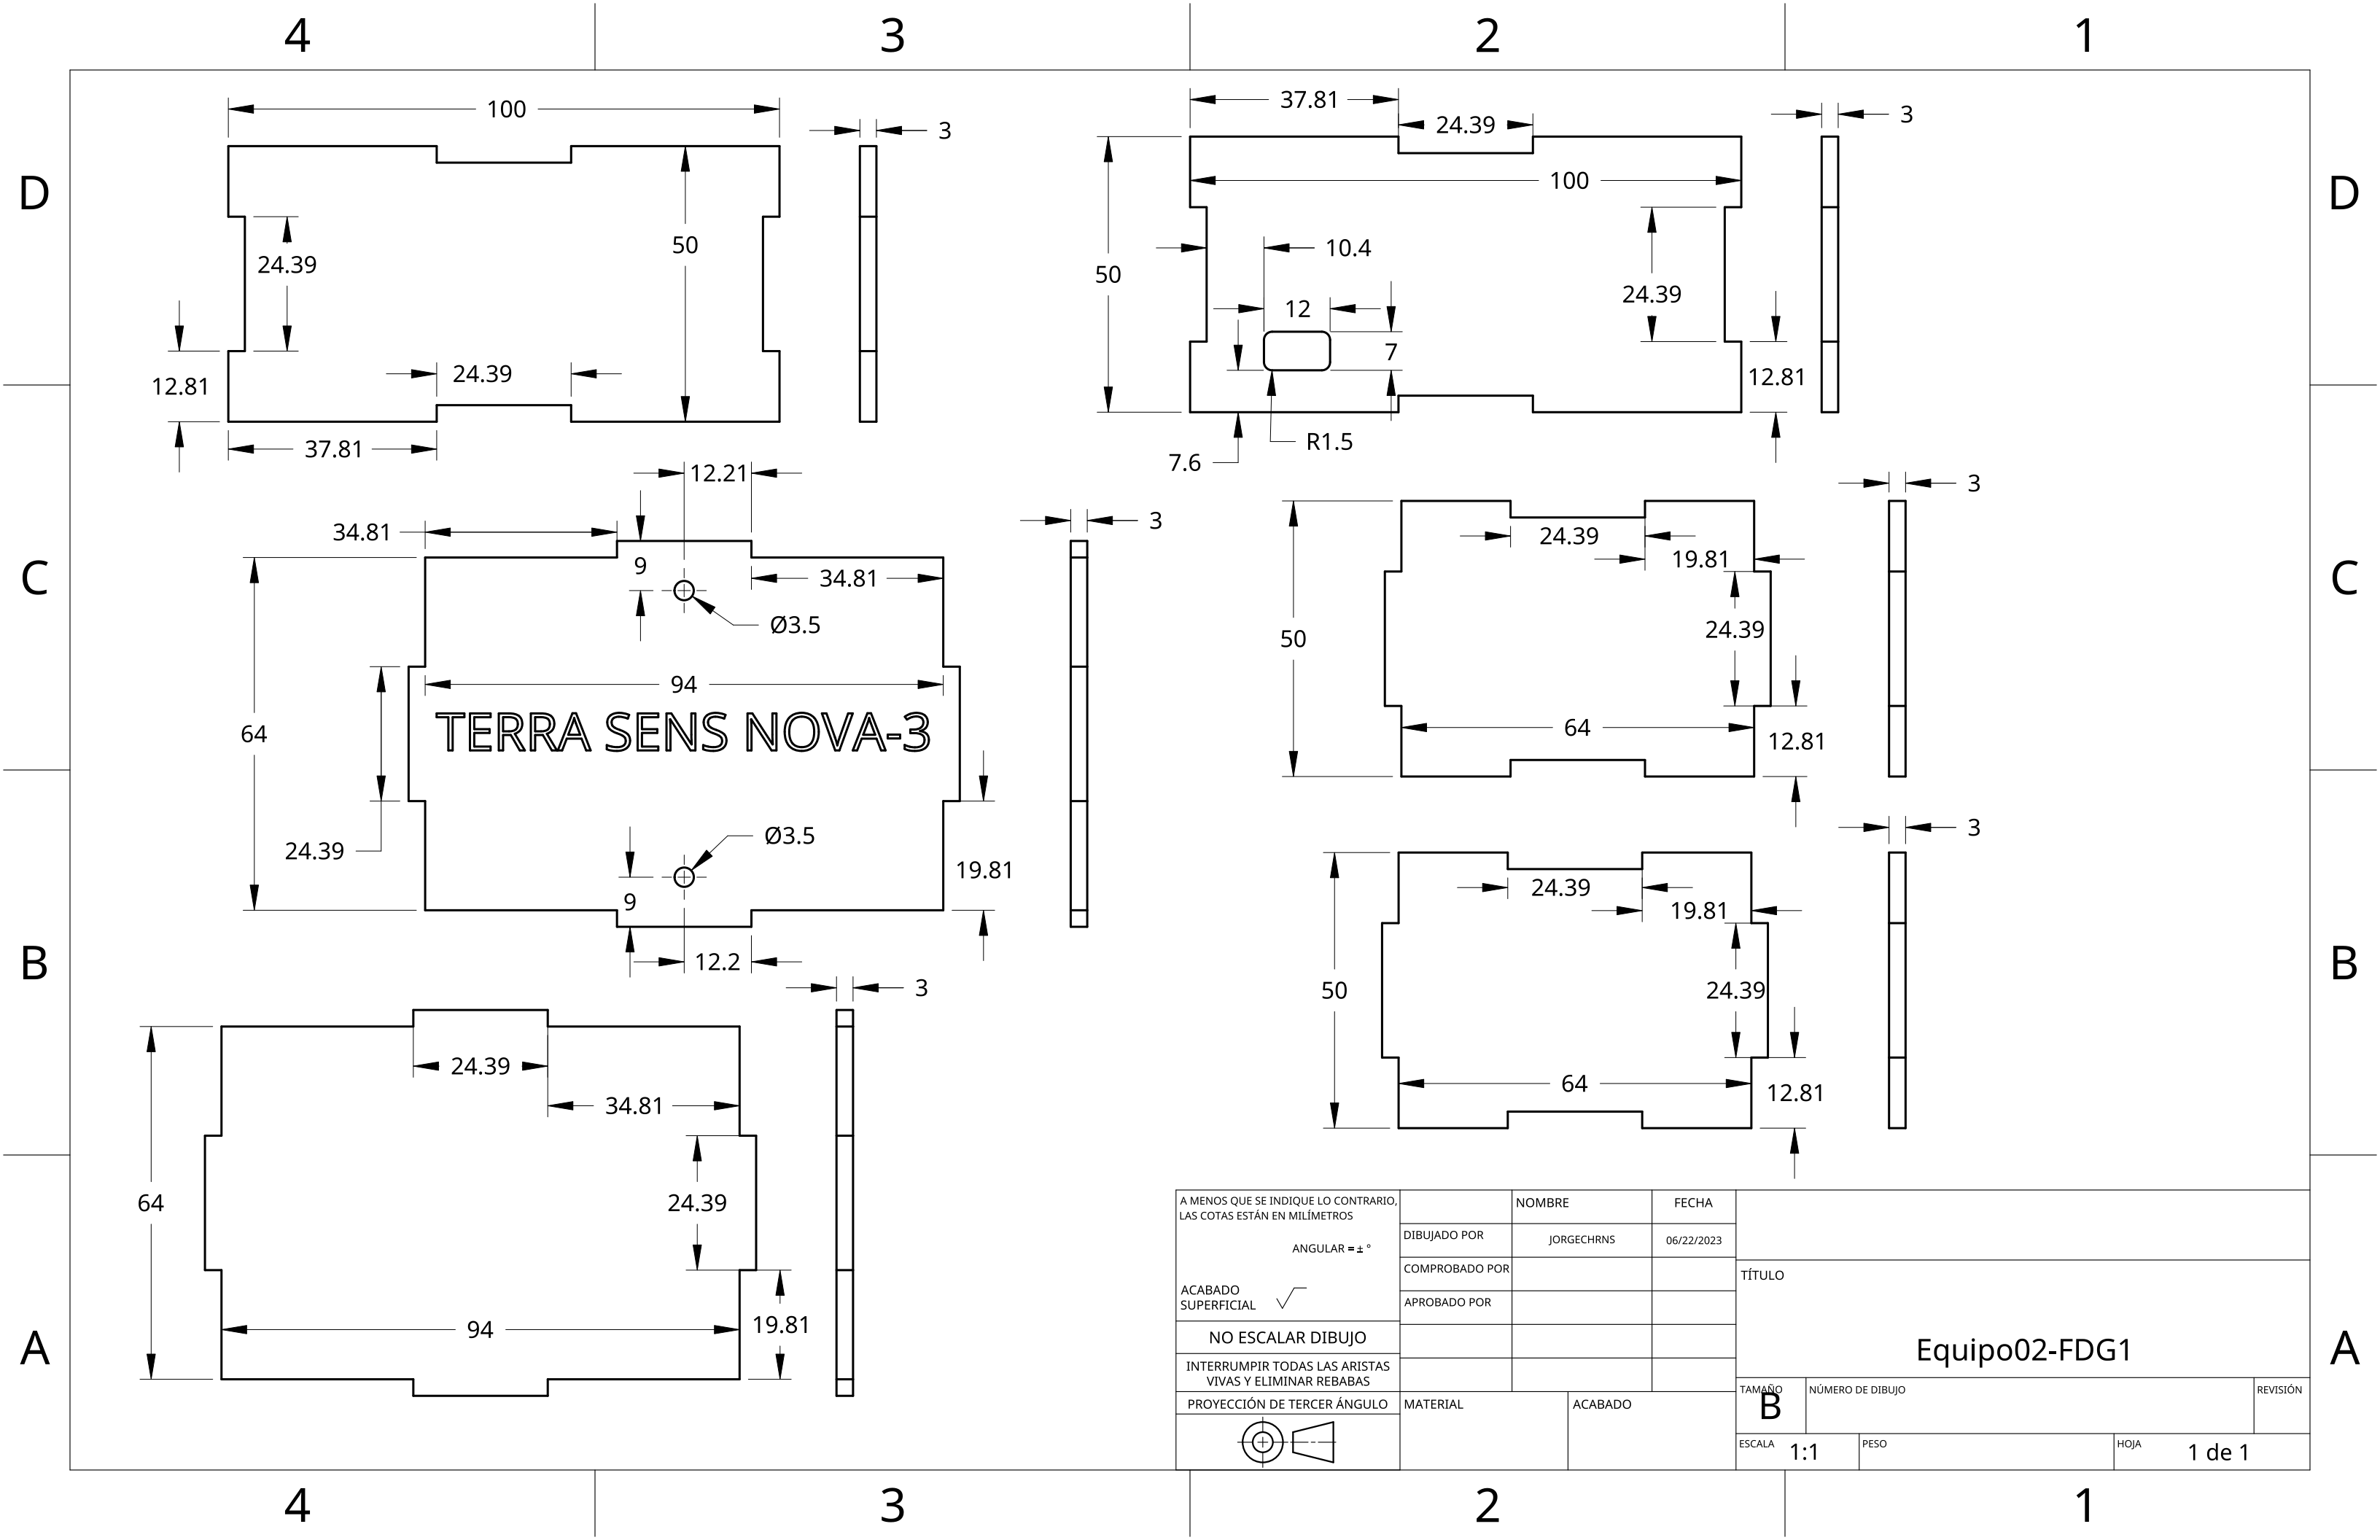 4 3 2 1
D
D
C
C
B
B
A
A
100
3
50
24.39
24.39
12.81
37.81
37.81
24.39
3
100
50
10.4
12
24.39
7
12.81
R1.5
7.6
12.21
34.81
3
9
34.81
Ø3.5
94
64
TERRA SENS NOVA-3
24.39
Ø3.5
19.81
9
12.2
3
24.39
19.81
50
24.39
64
12.81
3
24.39
19.81
50
24.39
64
12.81
3
24.39
34.81
64
24.39
94
19.81
A MENOS QUE SE INDIQUE LO CONTRARIO,
LAS COTAS ESTÁN EN MILÍMETROS
ANGULAR = ± °
ACABADO
SUPERFICIAL
NO ESCALAR DIBUJO
INTERRUMPIR TODAS LAS ARISTAS
VIVAS Y ELIMINAR REBABAS
PROYECCIÓN DE TERCER ÁNGULO
NOMBRE FECHA
DIBUJADO POR JORGECHRNS 06/22/2023
COMPROBADO POR
APROBADO POR
MATERIAL ACABADO
TÍTULO
Equipo02-FDG1
TAMAÑO NÚMERO DE DIBUJO REVISIÓN
B
ESCALA 1:1 PESO HOJA 1 de 1
4 3 2 1